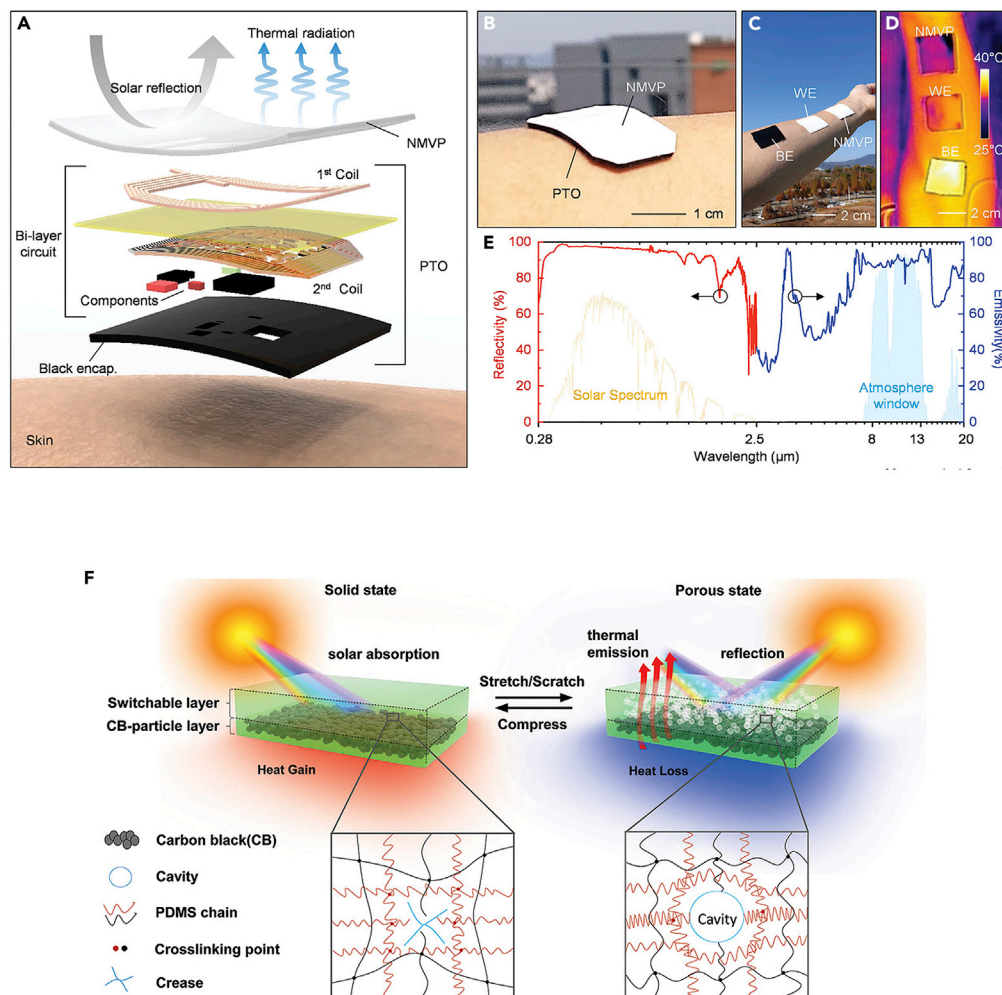 A
Thermal radiation
Solar reflection
NMVP
1st Coil
Bi-layer
circuit
PTO
2nd Coil
Components
Black encap.
Skin
B
NMVP
PTO
1 cm
C
WE
NMVP
BE
2 cm
D
NMVP
40°C
WE
BE
25°C
2 cm
E
100
80
60
40
20
0
Reflectivity (%)
100
80
60
40
20
0
Emissivity(%)
Solar Spectrum
Atmosphere
window
0.28
2.5
8
13
20
Wavelength (µm)
F
Solid state
Porous state
solar absorption
thermal
emission
reflection
Stretch/Scratch
Compress
Switchable layer
CB-particle layer
Heat Gain
Heat Loss
Carbon black(CB)
Cavity
PDMS chain
Crosslinking point
Crease
Cavity